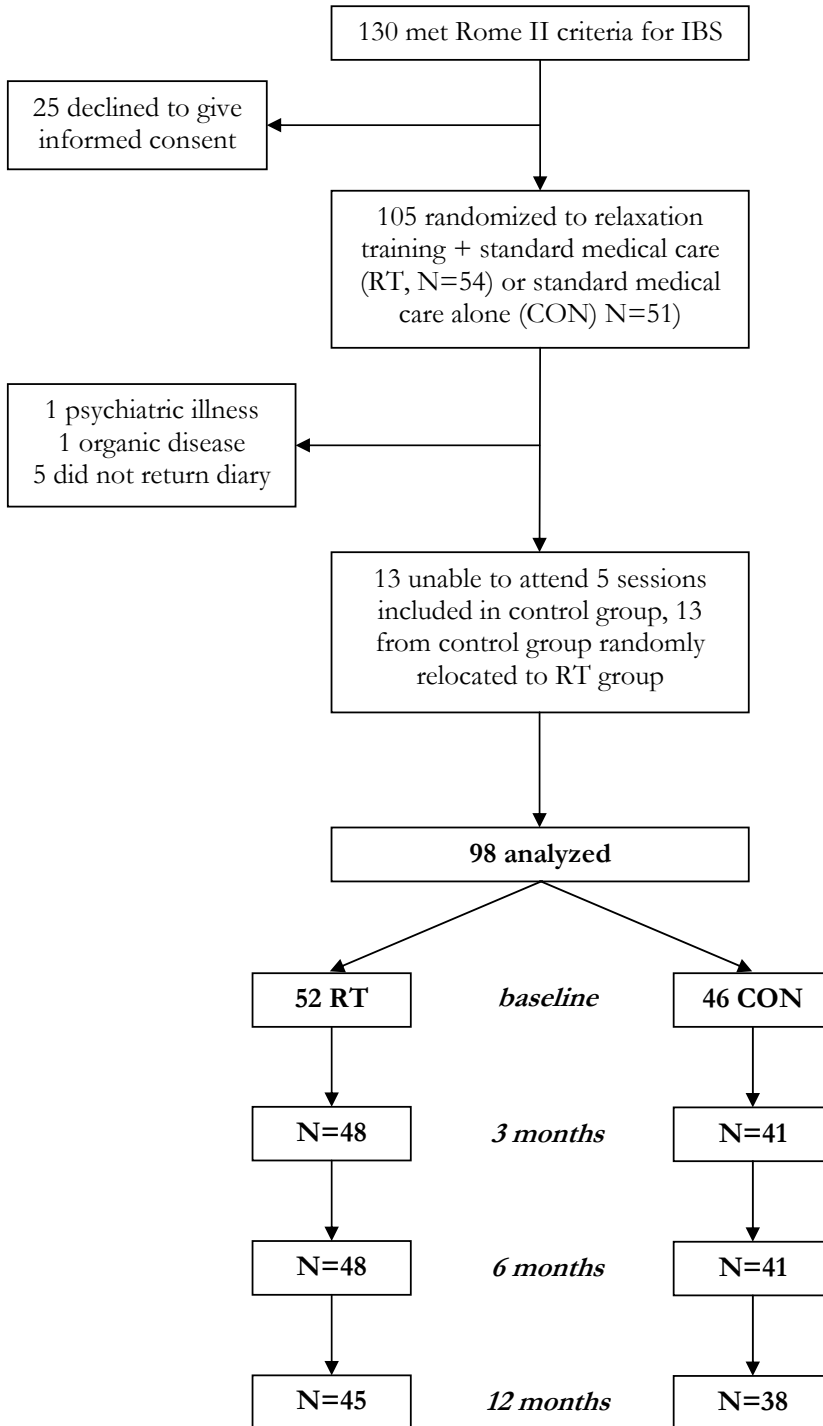 130 met Rome II criteria for IBS
25 declined to give
informed consent
105 randomized to relaxation
training + standard medical care
(RT, N=54) or standard medical
care alone (CON) N=51)
1 psychiatric illness
1 organic disease
5 did not return diary
13 unable to attend 5 sessions
included in control group, 13
from control group randomly
relocated to RT group
98 analyzed
52 RT baseline 46 CON
N=48 3 months N=41
N=48 6 months N=41
N=45 12 months N=38